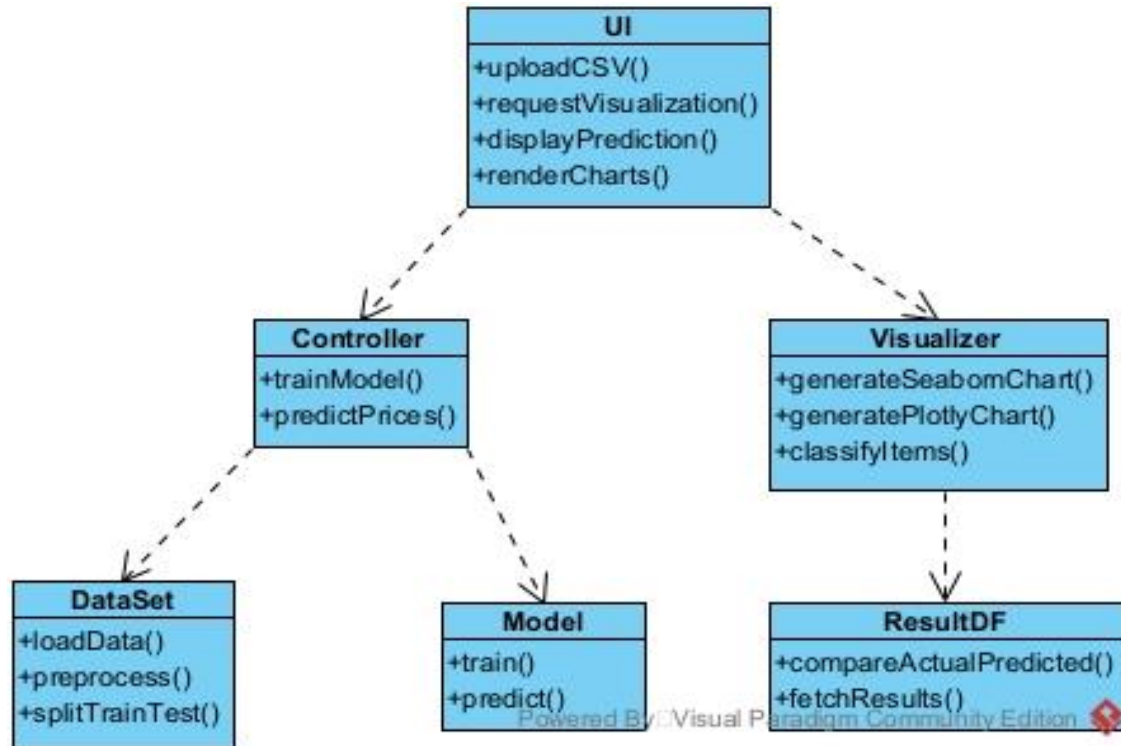 UI
+uploadCSV()
+requestVisualization()
+displayPrediction()
+renderCharts()
Controller
+trainModel()
+predictPrices()
Visualizer
+generateSeabornChart()
+generatePlotlyChart()
+classifyItems()
DataSet
+loadData()
+preprocess()
+splitTrainTest()
Model
+train()
+predict()
ResultDF
+compareActualPredicted()
+fetchResults()
Powered By Visual Paradigm Community Edition